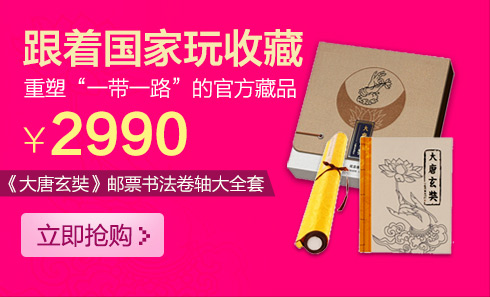 跟着国家玩收藏
重塑“一带一路”的官方藏品
￥2990
《大唐玄奘》邮票书法卷轴大全套
立即抢购 >
大唐玄奘